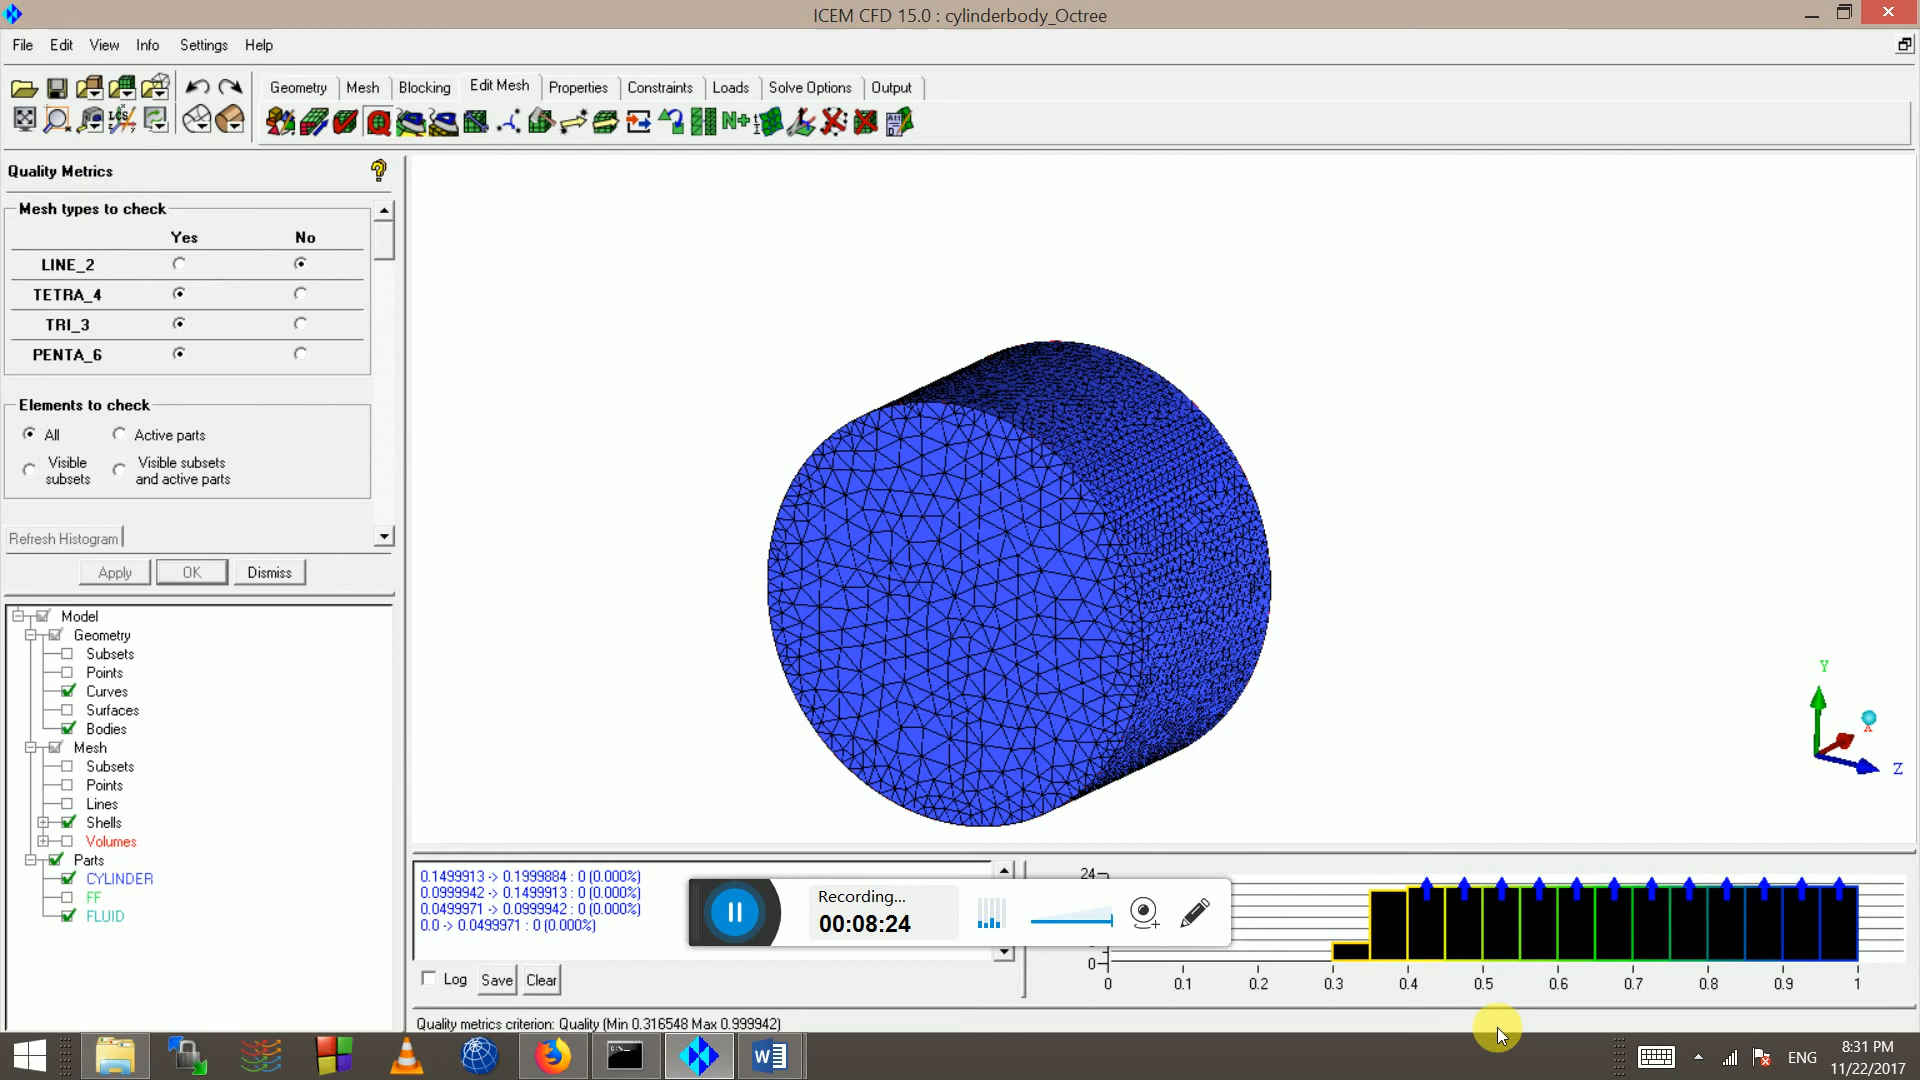 ICEM CFD 15.0 : cylinderbody_Octree
File Edit View Info Settings Help
Geometry Mesh Blocking Edit Mesh Properties Constraints Loads Solve Options Output
LCS
N+
Quality Metrics
Mesh types to check
Yes No
LINE_2
TETRA_4
TRI_3
PENTA_6
Elements to check
All Active parts
Visible subsets Visible subsets and active parts
Refresh Histogram
Apply OK Dismiss
Model
Geometry
Subsets
Points
Curves
Surfaces
Bodies
Mesh
Subsets
Points
Lines
Shells
Volumes
Parts
CYLINDER
FF
FLUID
Y
X
Z
0.1499913 -> 0.1999884 : 0 (0.000%)
0.0999942 -> 0.1499913 : 0 (0.000%)
0.0499971 -> 0.0999942 : 0 (0.000%)
0.0 -> 0.0499971 : 0 (0.000%)
Log Save Clear
Recording...
00:08:24
24
0
0 0.1 0.2 0.3 0.4 0.5 0.6 0.7 0.8 0.9 1
Quality metrics criterion: Quality (Min 0.316548 Max 0.999942)
ENG
8:31 PM
11/22/2017